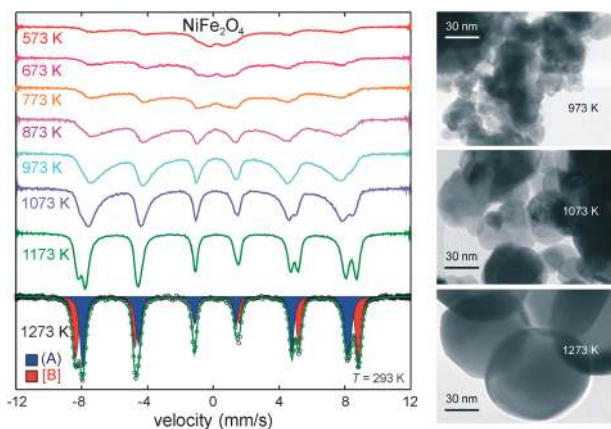 NiFe2O4
573 K
673 K
773 K
873 K
973 K
1073 K
1173 K
1273 K
(A)
[B]
T = 293 K
-12 -8 -4 0 4 8 12
velocity (mm/s)
30 nm
973 K
1073 K
30 nm
1273 K
30 nm